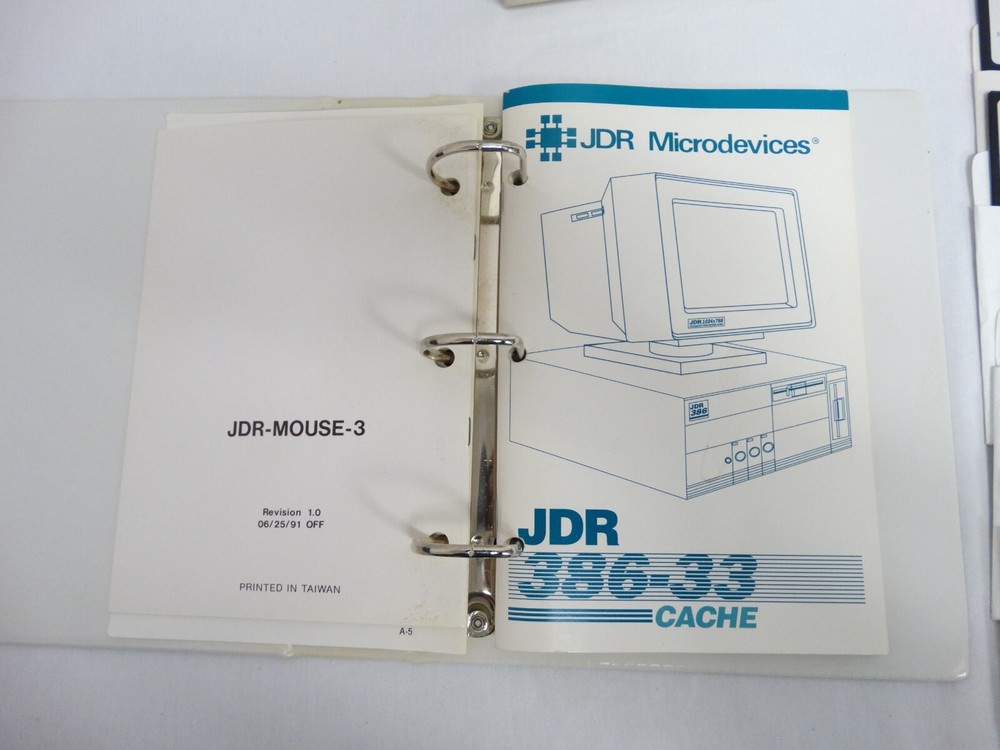 JDR-MOUSE-3
Revision 1.0
06/25/91 OFF
PRINTED IN TAIWAN
A-5
JDR Microdevices®
JDR 1024x768
JDR
386
JDR
386-33
CACHE